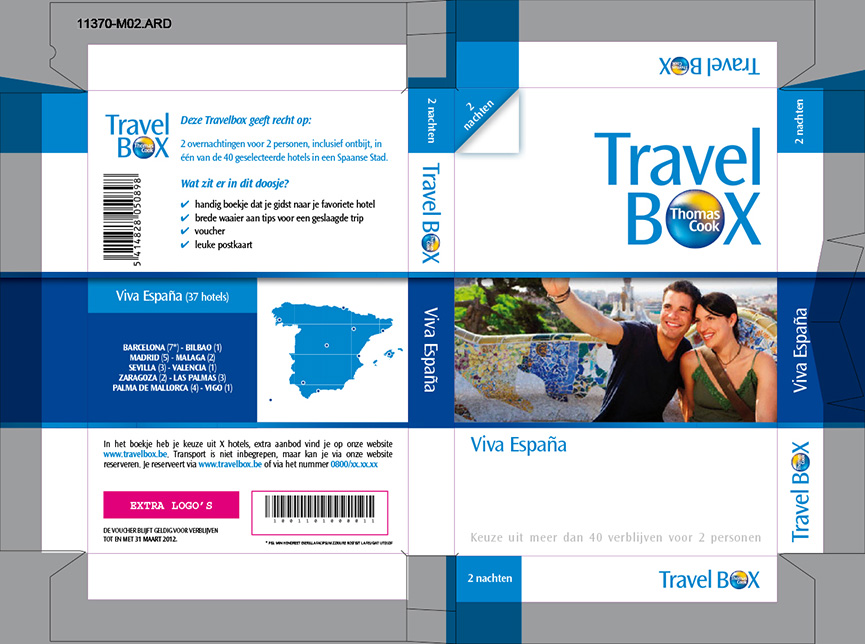 11370-M02.ARD
Travel BOX
Thomas Cook
Deze Travelbox geeft recht op:
2 overnachtingen voor 2 personen, inclusief ontbijt, in
één van de 40 geselecteerde hotels in een Spaanse Stad.
Wat zit er in dit doosje?
✔ handig boekje dat je gidst naar je favoriete hotel
✔ brede waaier aan tips voor een geslaagde trip
✔ voucher
✔ leuke postkaart
5 414828 050898
2 nachten
Travel BOX
Viva España
Viva España (37 hotels)
BARCELONA (7*) - BILBAO (1)
MADRID (5) - MALAGA (2)
SEVILLA (3) - VALENCIA (1)
ZARAGOZA (2) - LAS PALMAS (3)
PALMA DE MALLORCA (4) - VIGO (1)
In het boekje heb je keuze uit X hotels, extra aanbod vind je op onze website
www.travelbox.be. Transport is niet inbegrepen, maar kan je via onze website
reserveren. Je reserveert via www.travelbox.be of via het nummer 0800/xx.xx.xx
EXTRA LOGO'S
DE VOUCHER BLIJFT GELDIG VOOR VERBLIJVEN
TOT EN MET 31 MAART 2012.
1001101000011
Travel BOX
2
nachten
Travel
BOX
Thomas
Cook
Viva España
Keuze uit meer dan 40 verblijven voor 2 personen
2 nachten
Travel BOX
2 nachten
Viva España
Travel BOX